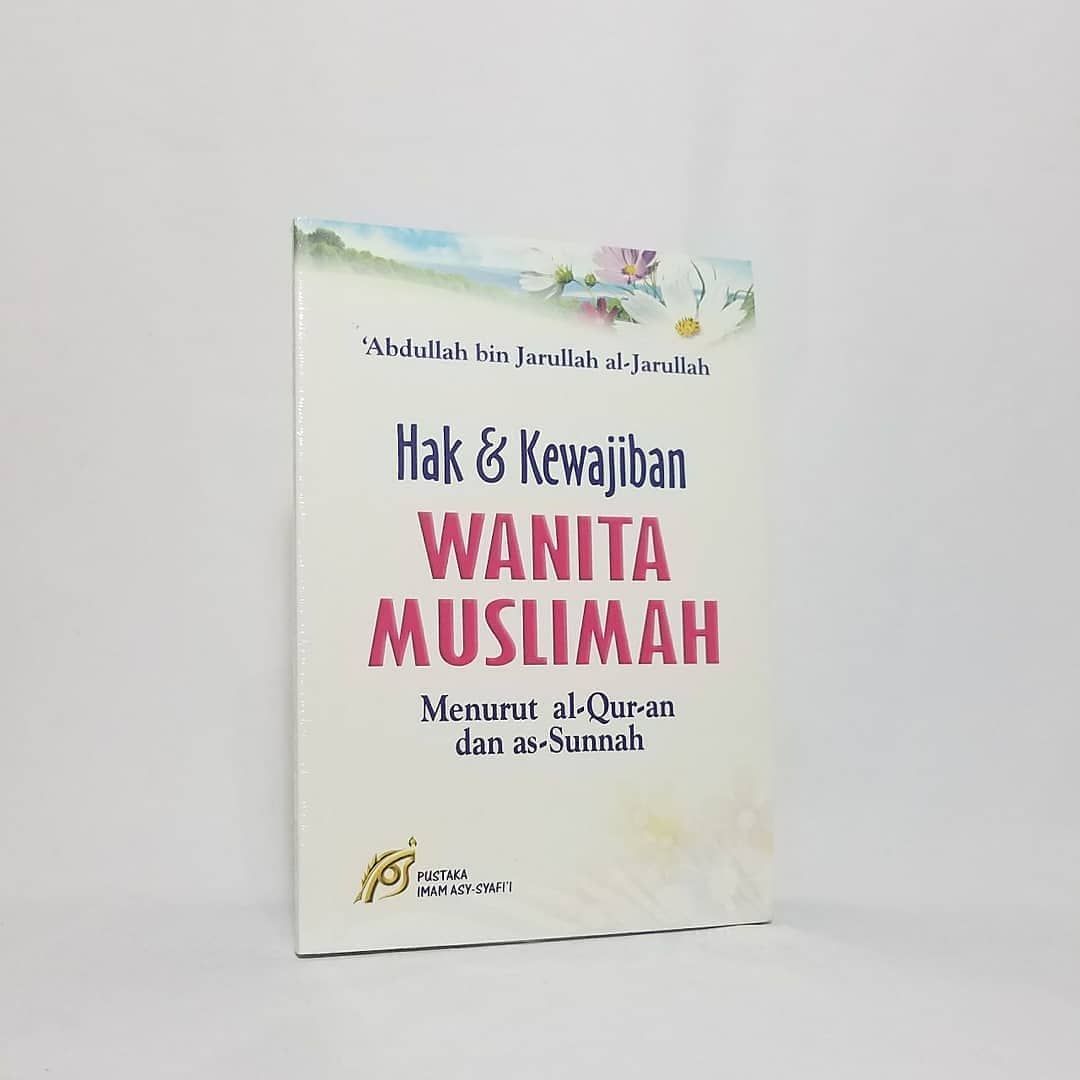 ‘Abdullah bin Jarullah al-Jarullah
Hak & Kewajiban
WANITA
MUSLIMAH
Menurut al-Qur-an
dan as-Sunnah
PUSTAKA
IMAM ASY-SYAFI'I